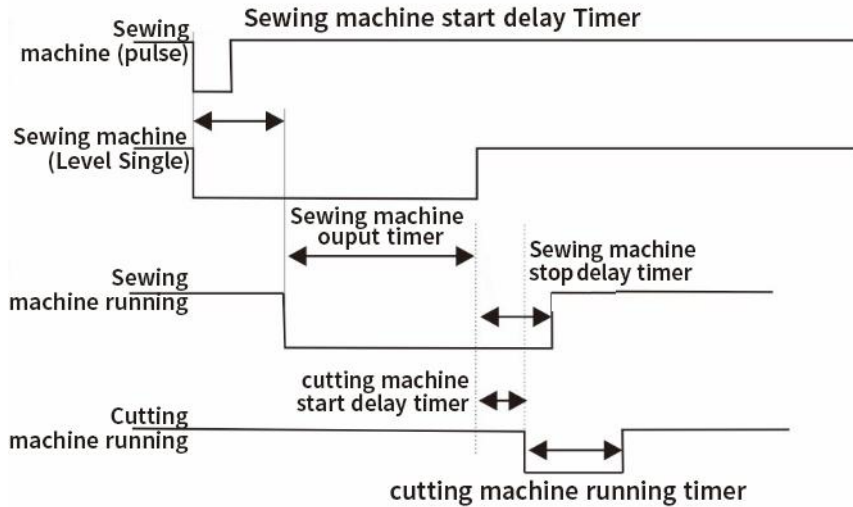 Sewing machine start delay Timer
Sewing
machine (pulse)
Sewing machine
(Level Single)
Sewing machine
ouput timer
Sewing machine
stop delay timer
Sewing
machine running
cutting machine
start delay timer
Cutting
machine running
cutting machine running timer